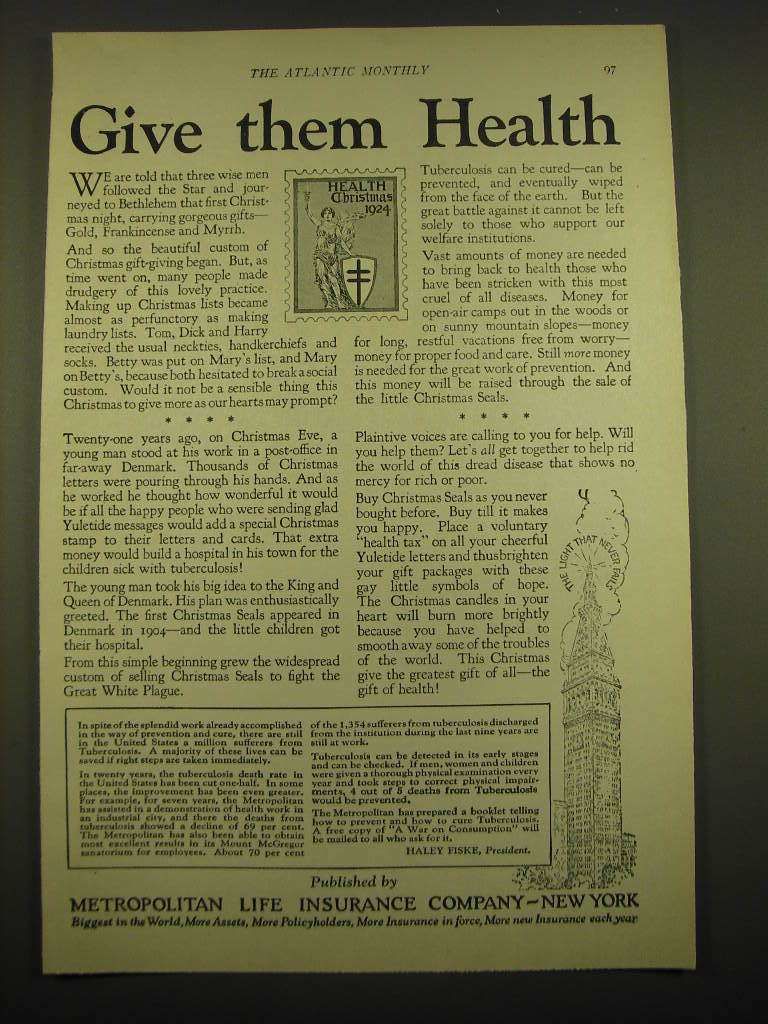 THE ATLANTIC MONTHLY 97
Give them Health
WE are told that three wise men
followed the Star and jour-
neyed to Bethlehem that first Christ-
mas night, carrying gorgeous gifts—
Gold, Frankincense and Myrrh.
And so the beautiful custom of
Christmas gift-giving began. But, as
time went on, many people made
drudgery of this lovely practice.
Making up Christmas lists became
almost as perfunctory as making
laundry lists. Tom, Dick and Harry
received the usual neckties, handkerchiefs and
socks. Betty was put on Mary's list, and Mary
on Betty's, because both hesitated to break a social
custom. Would it not be a sensible thing this
Christmas to give more as our hearts may prompt?
* * * *
Twenty-one years ago, on Christmas Eve, a
young man stood at his work in a post-office in
far-away Denmark. Thousands of Christmas
letters were pouring through his hands. And as
he worked he thought how wonderful it would
be if all the happy people who were sending glad
Yuletide messages would add a special Christmas
stamp to their letters and cards. That extra
money would build a hospital in his town for the
children sick with tuberculosis!
The young man took his big idea to the King and
Queen of Denmark. His plan was enthusiastically
greeted. The first Christmas Seals appeared in
Denmark in 1904—and the little children got
their hospital.
From this simple beginning grew the widespread
custom of selling Christmas Seals to fight the
Great White Plague.
HEALTH
Christmas
1924
Tuberculosis can be cured—can be
prevented, and eventually wiped
from the face of the earth. But the
great battle against it cannot be left
solely to those who support our
welfare institutions.
Vast amounts of money are needed
to bring back to health those who
have been stricken with this most
cruel of all diseases. Money for
open-air camps out in the woods or
on sunny mountain slopes—money
for long, restful vacations free from worry—
money for proper food and care. Still more money
is needed for the great work of prevention. And
this money will be raised through the sale of
the little Christmas Seals.
* * * *
Plaintive voices are calling to you for help. Will
you help them? Let's all get together to help rid
the world of this dread disease that shows no
mercy for rich or poor.
Buy Christmas Seals as you never
bought before. Buy till it makes
you happy. Place a voluntary
"health tax" on all your cheerful
Yuletide letters and thus brighten
your gift packages with these
gay little symbols of hope.
The Christmas candles in your
heart will burn more brightly
because you have helped to
smooth away some of the troubles
of the world. This Christmas
give the greatest gift of all—the
gift of health!
THE LIGHT THAT NEVER FAILS
In spite of the splendid work already accomplished
in the way of prevention and cure, there are still
in the United States a million sufferers from
Tuberculosis. A majority of these lives can be
saved if right steps are taken immediately.
In twenty years, the tuberculosis death rate in
the United States has been cut one-half. In some
places, the improvement has been even greater.
For example, for seven years, the Metropolitan
has assisted in a demonstration of health work in
an industrial city, and there the deaths from
tuberculosis showed a decline of 69 per cent.
The Metropolitan has also been able to obtain
most excellent results in its Mount McGregor
sanatorium for employees. About 70 per cent
of the 1,354 sufferers from tuberculosis discharged
from the institution during the last nine years are
still at work.
Tuberculosis can be detected in its early stages
and can be checked. If men, women and children
were given a thorough physical examination every
year and took steps to correct physical impair-
ments, 4 out of 5 deaths from Tuberculosis
would be prevented.
The Metropolitan has prepared a booklet telling
how to prevent and how to cure Tuberculosis.
A free copy of "A War on Consumption" will
be mailed to all who ask for it.
HALEY FISKE, President.
Published by
METROPOLITAN LIFE INSURANCE COMPANY—NEW YORK
Biggest in the World, More Assets, More Policyholders, More Insurance in force, More new Insurance each year